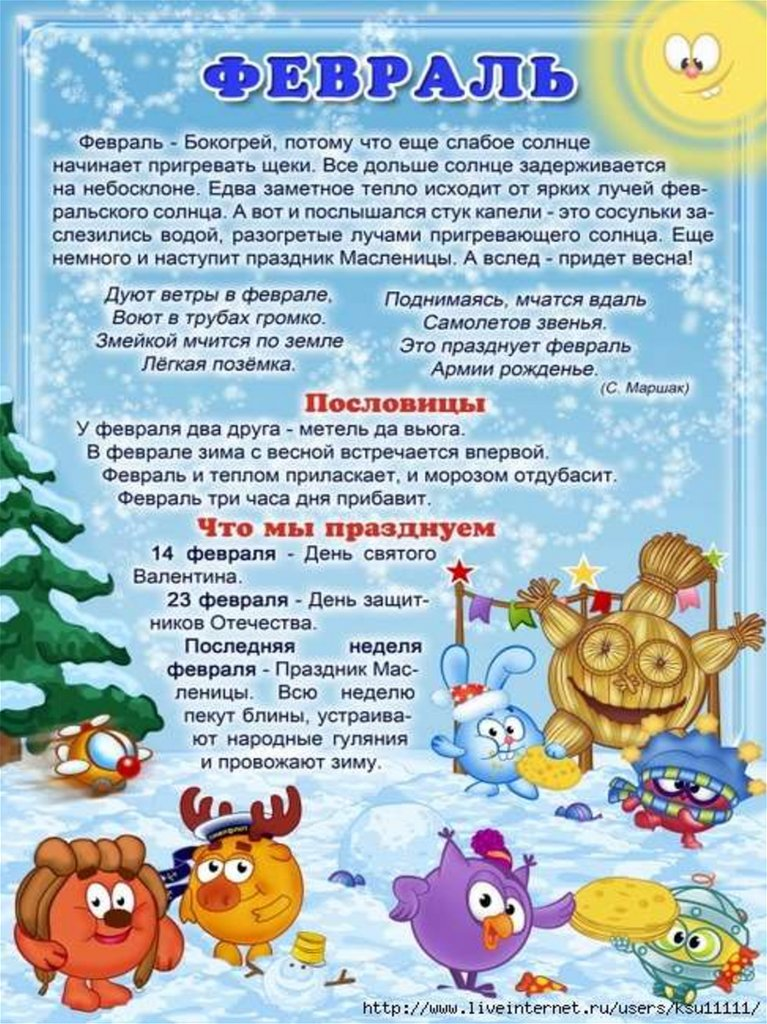 ФЕВРАЛЬ
Февраль - Бокогрей, потому что еще слабое солнце
начинает пригревать щеки. Все дольше солнце задерживается
на небосклоне. Едва заметное тепло исходит от ярких лучей фев-
ральского солнца. А вот и послышался стук капели - это сосульки за-
слезились водой, разогретые лучами пригревающего солнца. Еще
немного и наступит праздник Масленицы. А вслед - придет весна!
Дуют ветры в феврале,
Воют в трубах громко.
Змейкой мчится по земле
Лёгкая позёмка.
Поднимаясь, мчатся вдаль
Самолетов звенья.
Это празднует февраль
Армии рожденье.
(С. Маршак)
Пословицы
У февраля два друга - метель да вьюга.
В феврале зима с весной встречается впервой.
Февраль и теплом приласкает, и морозом отдубасит.
Февраль три часа дня прибавит.
Что мы празднуем
14 февраля - День святого
Валентина.
23 февраля - День защит-
ников Отечества.
Последняя неделя
февраля - Праздник Мас-
леницы. Всю неделю
пекут блины, устраива-
ют народные гуляния
и провожают зиму.
http://www.liveinternet.ru/users/ksu11111/